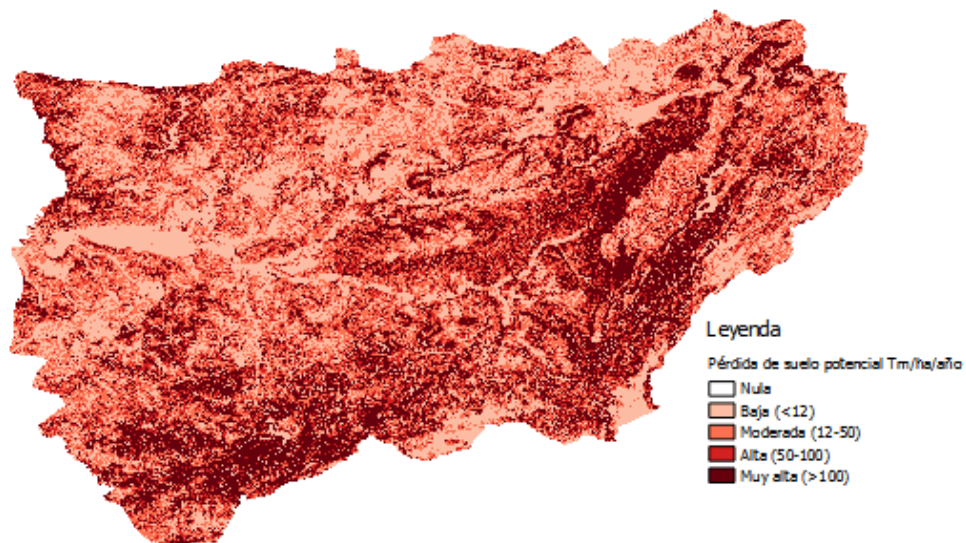 Leyenda
Pérdida de suelo potencial Tm/ha/año
Nula
Baja (<12)
Moderada (12-50)
Alta (50-100)
Muy alta (>100)